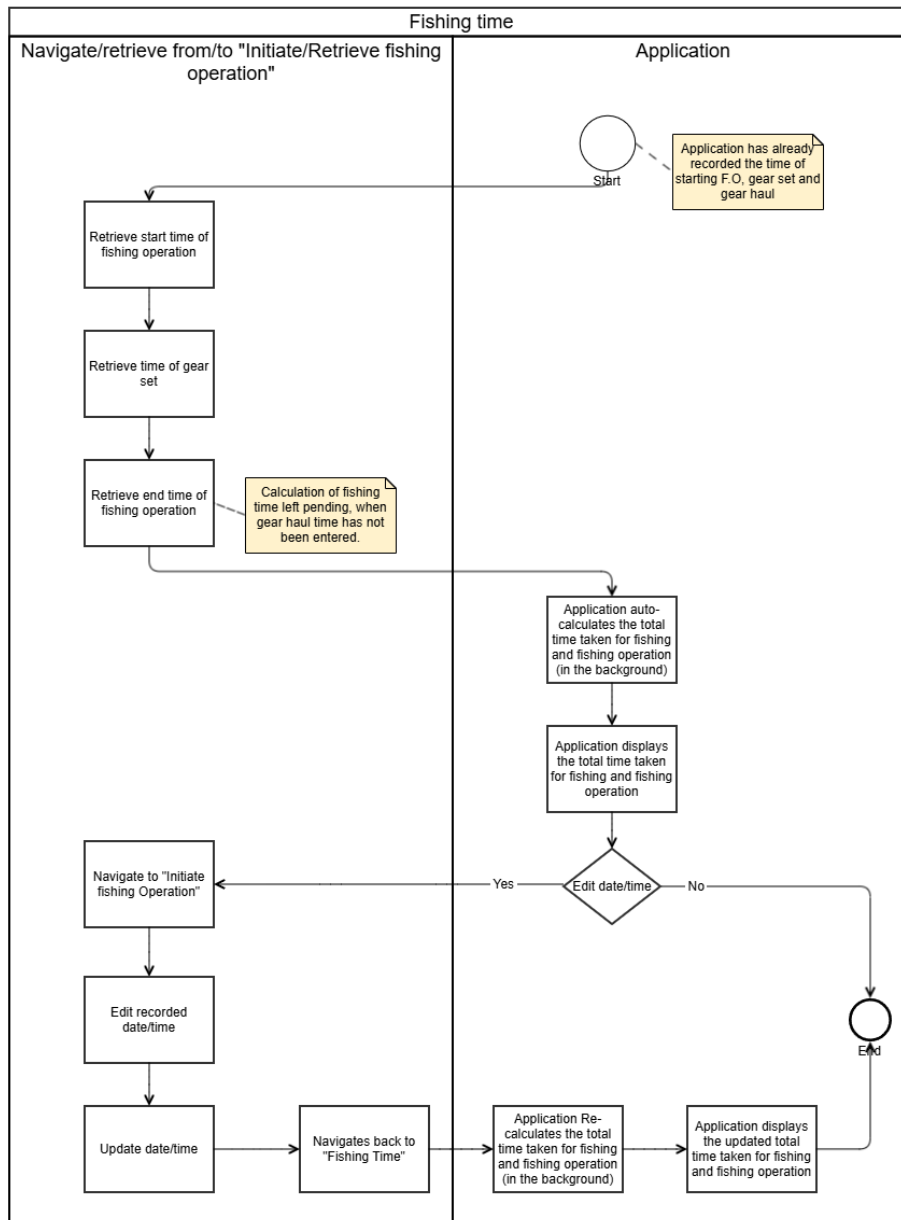 Fishing time
Navigate/retrieve from/to "Initiate/Retrieve fishing
operation"
Application
Start
Application has already
recorded the time of
starting F.O, gear set and
gear haul
Retrieve start time of
fishing operation
Retrieve time of gear
set
Retrieve end time of
fishing operation
Calculation of fishing
time left pending, when
gear haul time has not
been entered.
Application auto-
calculates the total
time taken for fishing
and fishing operation
(in the background)
Application displays
the total time taken
for fishing and fishing
operation
Navigate to "Initiate
fishing Operation"
Yes
Edit date/time
No
Edit recorded
date/time
End
Update date/time
Navigates back to
"Fishing Time"
Application Re-
calculates the total
time taken for fishing
and fishing operation
(in the background)
Application displays
the updated total
time taken for fishing
and fishing operation